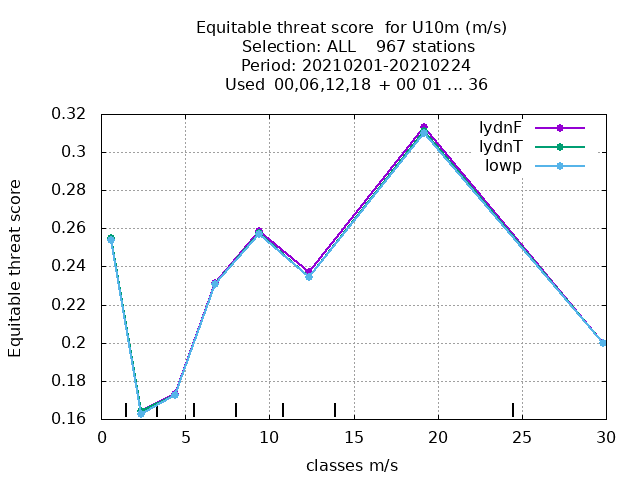 Equitable threat score  for U10m (m/s)
Selection: ALL    967 stations
Period: 20210201-20210224
Used  00,06,12,18  + 00 01 ... 36
lydnF
lydnT
lowp
0.32
0.3
0.28
0.26
0.24
0.22
0.2
0.18
0.16
Equitable threat score
0 5 10 15 20 25 30
classes m/s